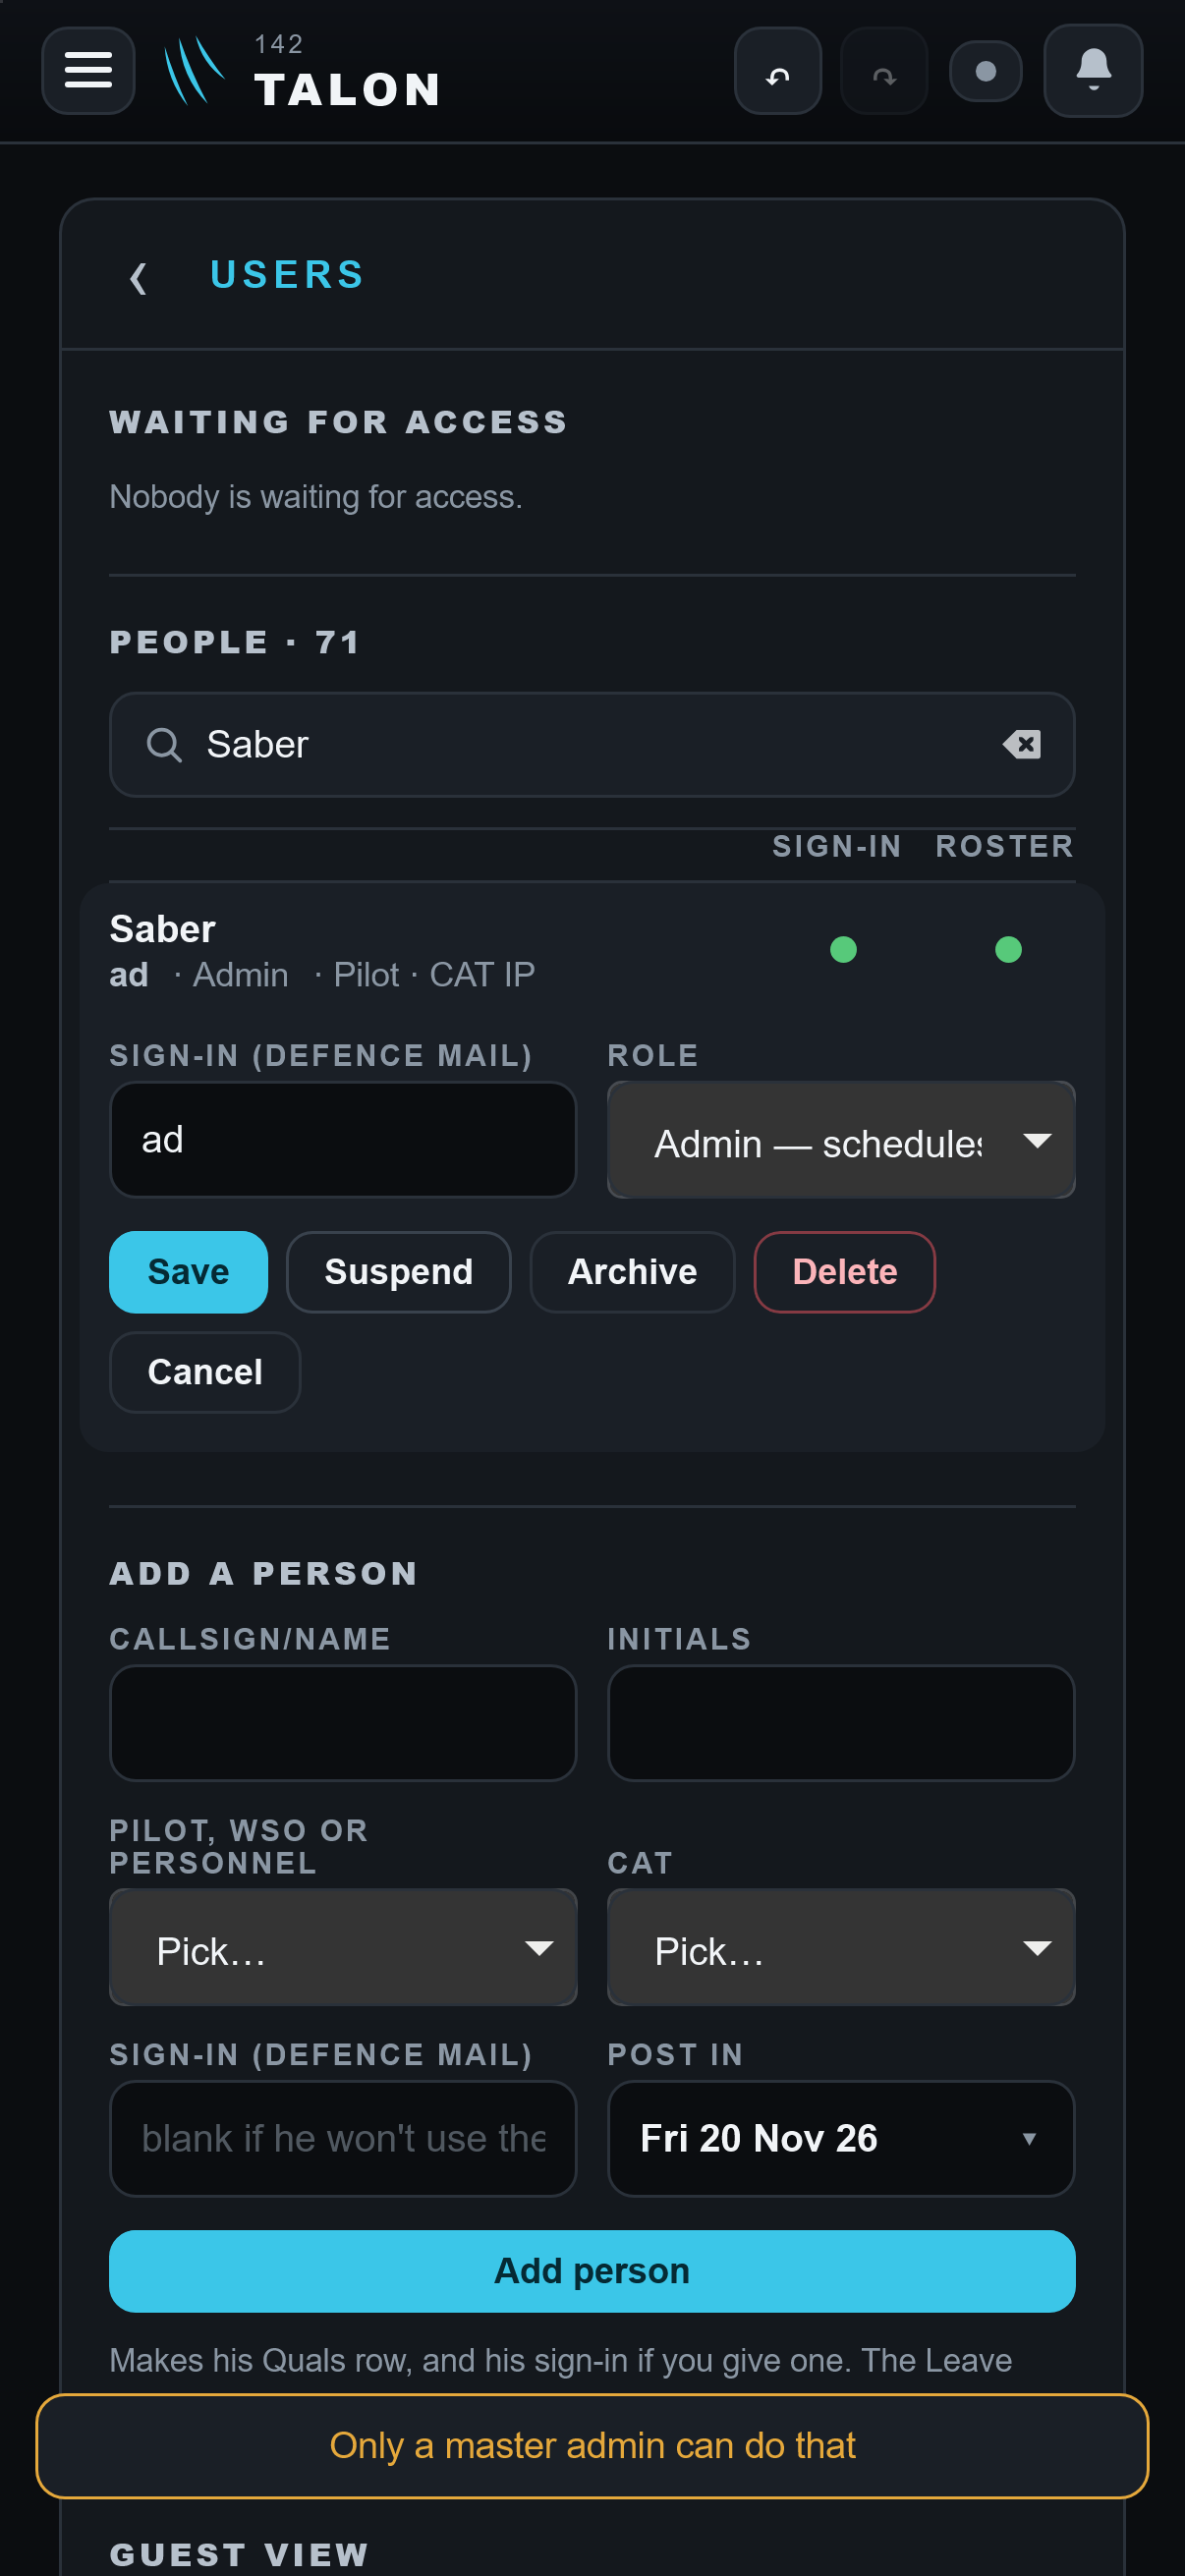 142
TALON
USERS
WAITING FOR ACCESS
Nobody is waiting for access.
PEOPLE · 71
Saber
SIGN-IN ROSTER
Saber
ad · Admin · Pilot · CAT IP
SIGN-IN (DEFENCE MAIL) ROLE
ad Admin — schedules
Save Suspend Archive Delete
Cancel
ADD A PERSON
CALLSIGN/NAME INITIALS
PILOT, WSO OR
PERSONNEL CAT
Pick… Pick…
SIGN-IN (DEFENCE MAIL) POST IN
blank if he won't use the Fri 20 Nov 26
Add person
Makes his Quals row, and his sign-in if you give one. The Leave
Only a master admin can do that
GUEST VIEW